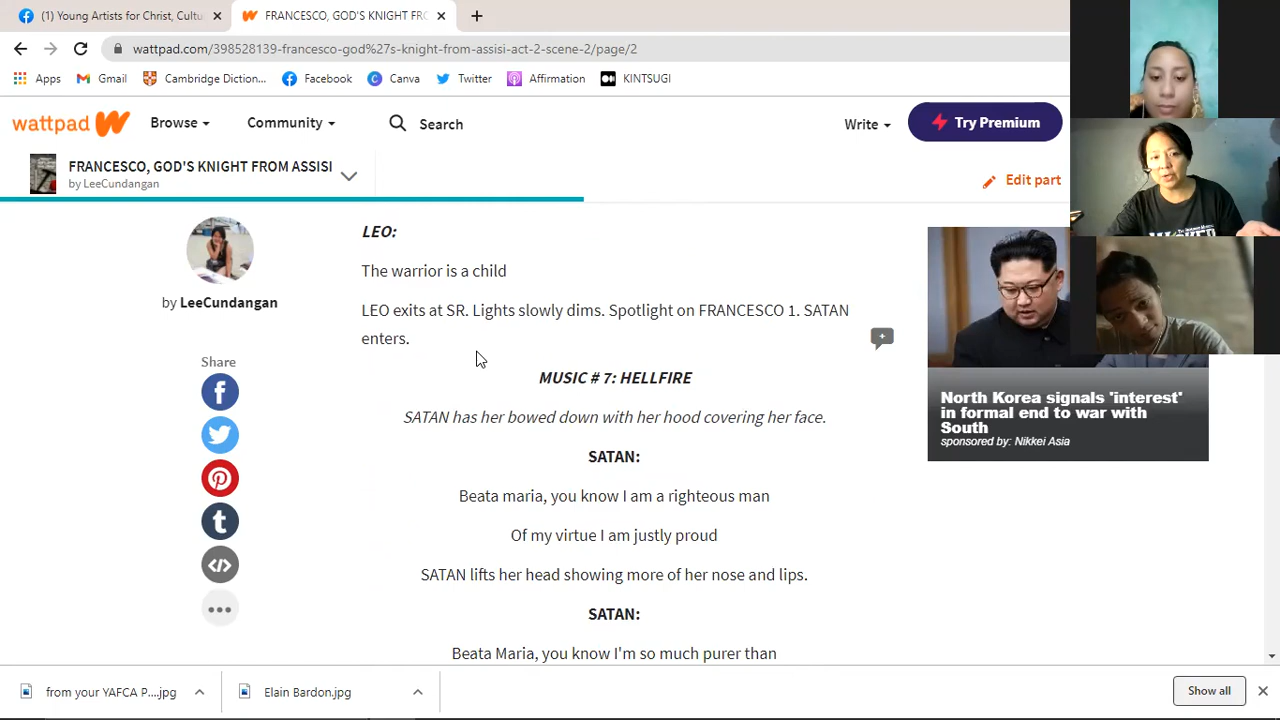 (1) Young Artists for Christ, Cultu
FRANCESCO, GOD'S KNIGHT FRO
wattpad.com/398528139-francesco-god%27s-knight-from-assisi-act-2-scene-2/page/2
Apps
Gmail
Cambridge Diction...
Facebook
Canva
Twitter
Affirmation
KINTSUGI
wattpad
Browse
Community
Search
Write
Try Premium
FRANCESCO, GOD'S KNIGHT FROM ASSISI
by LeeCundangan
Edit part
by LeeCundangan
Share
LEO:
The warrior is a child
LEO exits at SR. Lights slowly dims. Spotlight on FRANCESCO 1. SATAN
enters.
MUSIC # 7: HELLFIRE
SATAN has her bowed down with her hood covering her face.
SATAN:
Beata maria, you know I am a righteous man
Of my virtue I am justly proud
SATAN lifts her head showing more of her nose and lips.
SATAN:
Beata Maria, you know I'm so much purer than
North Korea signals 'interest'
in formal end to war with
South
sponsored by: Nikkei Asia
from your YAFCA P....jpg
Elain Bardon.jpg
Show all